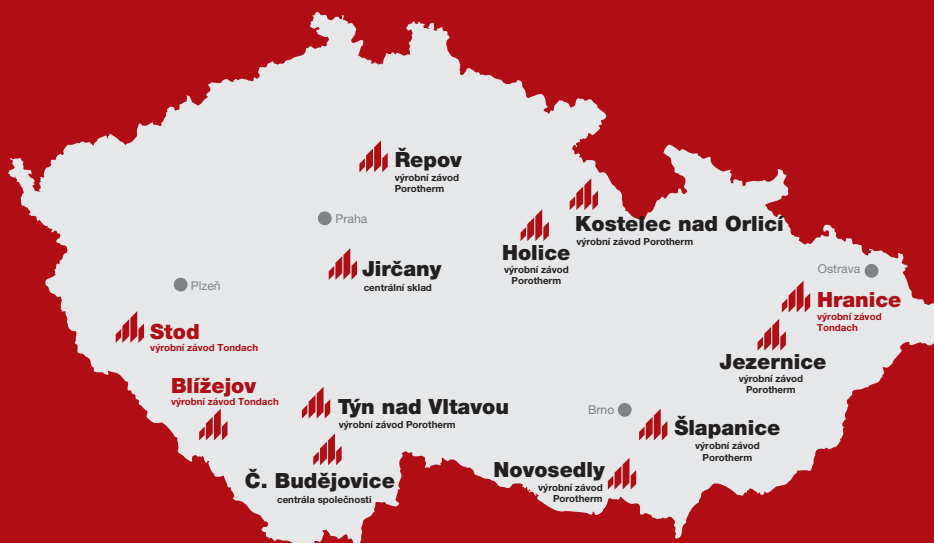 Řepov
výrobní závod
Porotherm
Praha
Kostelec nad Orlicí
výrobní závod Porotherm
Holice
výrobní závod
Porotherm
Jirčany
centrální sklad
Ostrava
Plzeň
Hranice
výrobní závod
Tondach
Stod
výrobní závod Tondach
Jezernice
výrobní závod
Porotherm
Blížejov
výrobní závod Tondach
Týn nad Vltavou
výrobní závod Porotherm
Brno
Šlapanice
výrobní závod
Porotherm
Č. Budějovice
centrála společnosti
Novosedly
výrobní závod
Porotherm